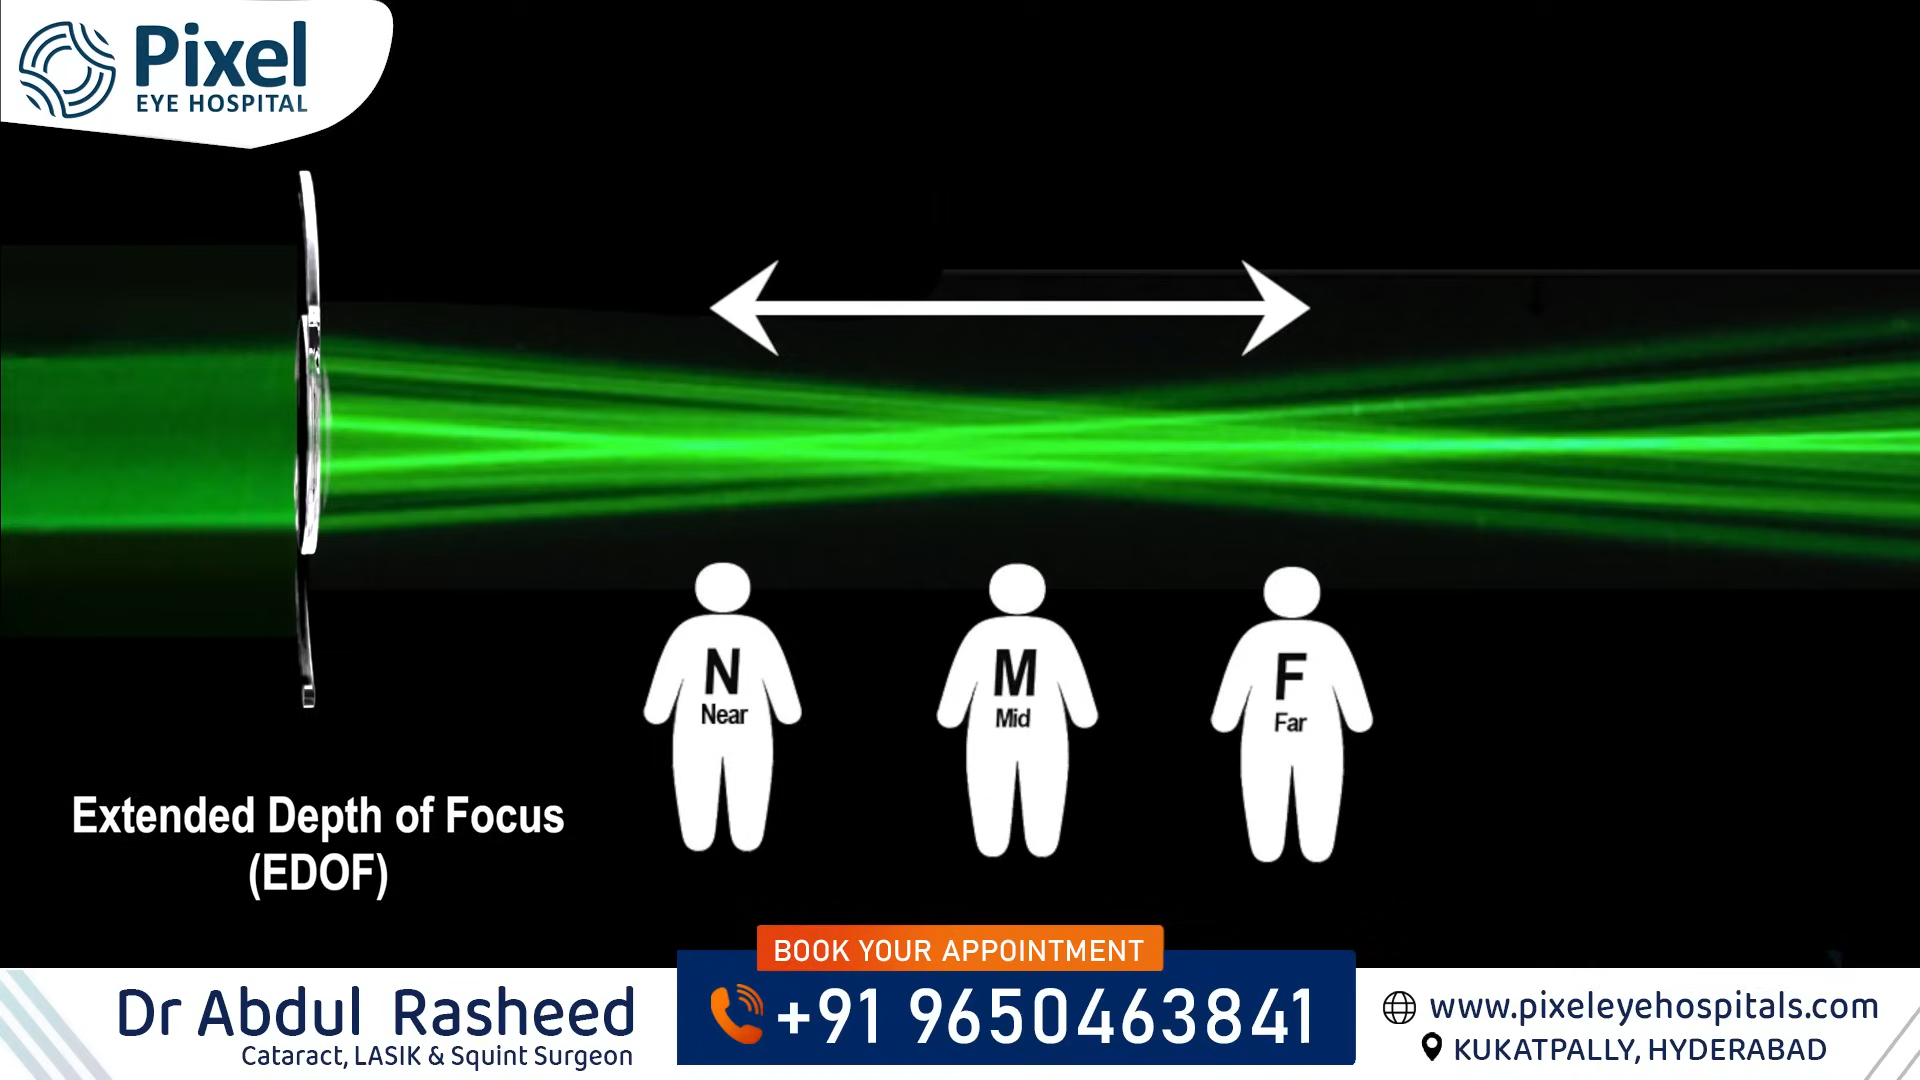 Pixel
EYE HOSPITAL
N
Near
M
Mid
F
Far
Extended Depth of Focus
(EDOF)
BOOK YOUR APPOINTMENT
+91 9650463841
Dr Abdul Rasheed
Cataract, LASIK & Squint Surgeon
www.pixeleyehospitals.com
KUKATPALLY, HYDERABAD